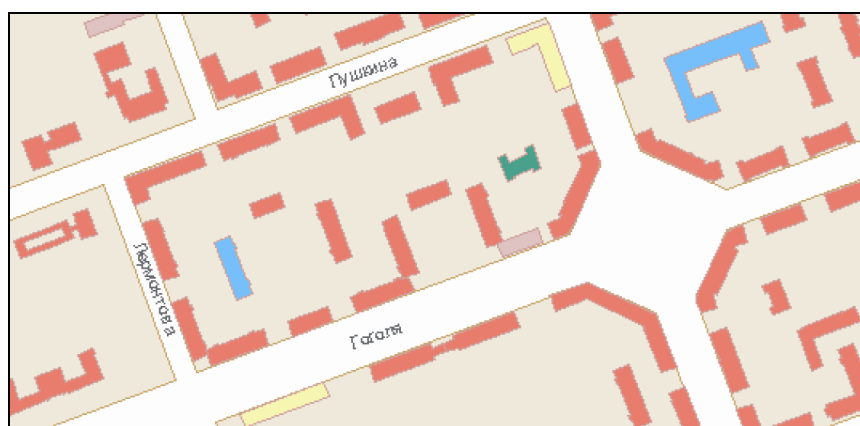 Пушкина
Лермонтова
Гоголя